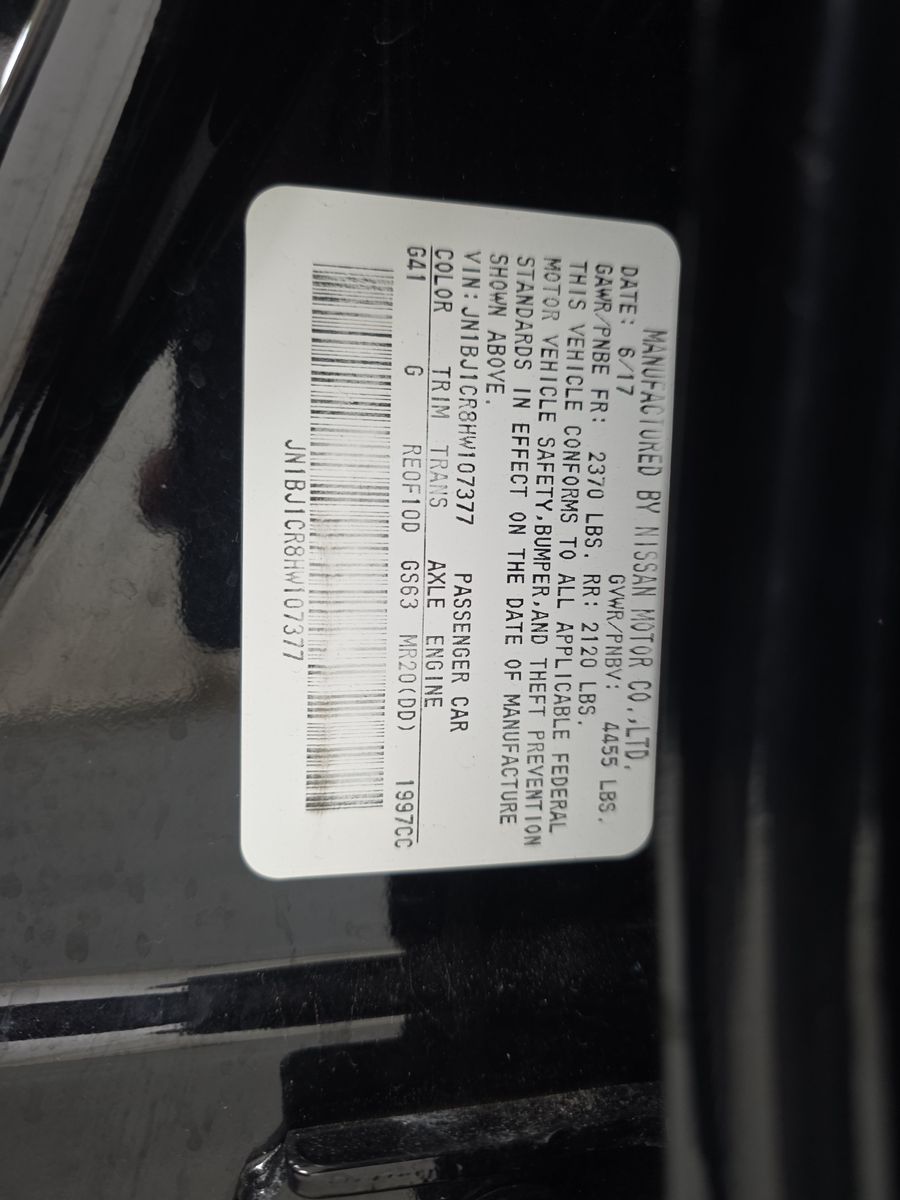 MANUFACTURED BY NISSAN MOTOR CO.,LTD.
DATE: 6/17 GVWR/PNBV: 4455 LBS.
GAWR/PNBE FR: 2370 LBS. RR: 2120 LBS.
THIS VEHICLE CONFORMS TO ALL APPLICABLE FEDERAL
MOTOR VEHICLE SAFETY,BUMPER,AND THEFT PREVENTION
STANDARDS IN EFFECT ON THE DATE OF MANUFACTURE
SHOWN ABOVE.
VIN:JN1BJ1CR8HW107377 PASSENGER CAR
COLOR TRIM TRANS AXLE ENGINE
G41 G RE0F10D GS63 MR20(DD) 1997CC
JN1BJ1CR8HW107377